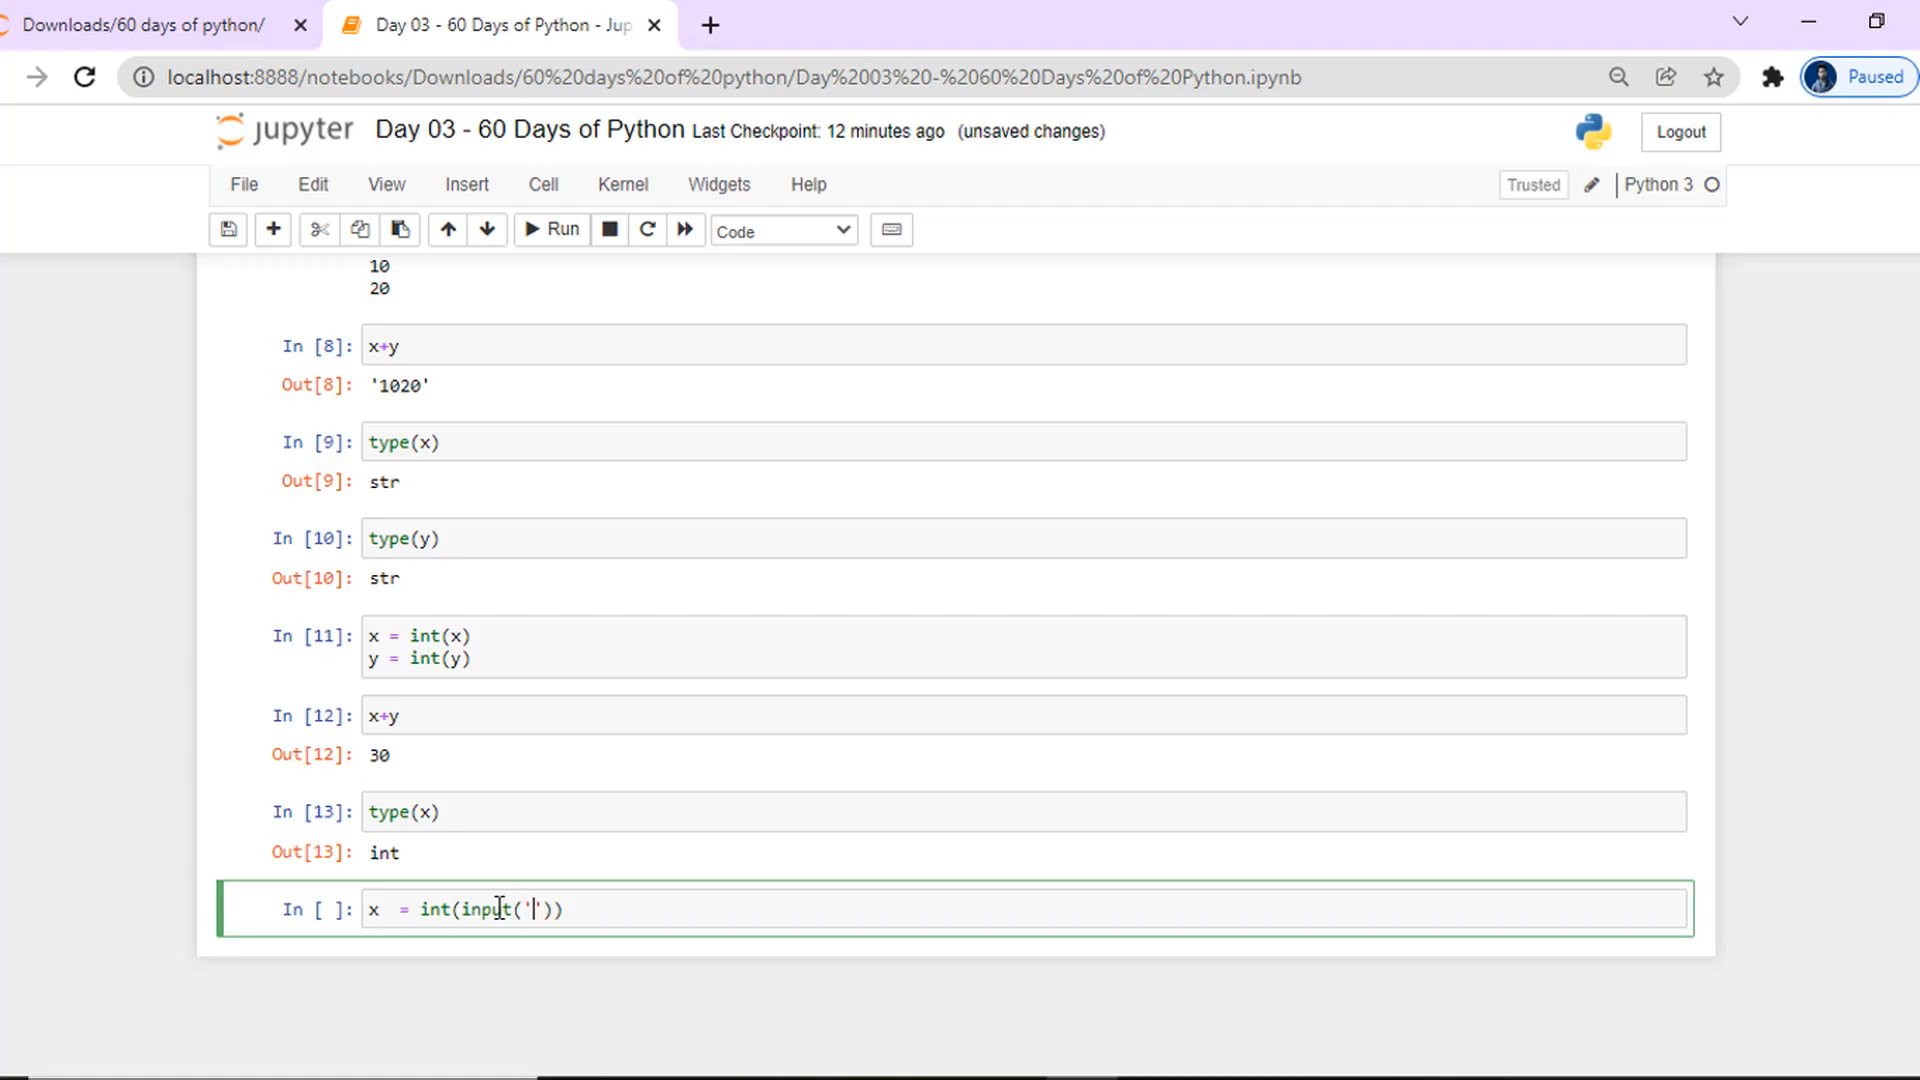 Downloads/60 days of python/
Day 03 - 60 Days of Python - Jup
localhost:8888/notebooks/Downloads/60%20days%20of%20python/Day%2003%20-%2060%20Days%20of%20Python.ipynb
Paused
jupyter Day 03 - 60 Days of Python Last Checkpoint: 12 minutes ago (unsaved changes)
Logout
File Edit View Insert Cell Kernel Widgets Help
Trusted Python 3
Run Code
10
20
In [8]: x+y
Out[8]: '1020'
In [9]: type(x)
Out[9]: str
In [10]: type(y)
Out[10]: str
In [11]: x = int(x)
y = int(y)
In [12]: x+y
Out[12]: 30
In [13]: type(x)
Out[13]: int
In [ ]: x  = int(input(''))